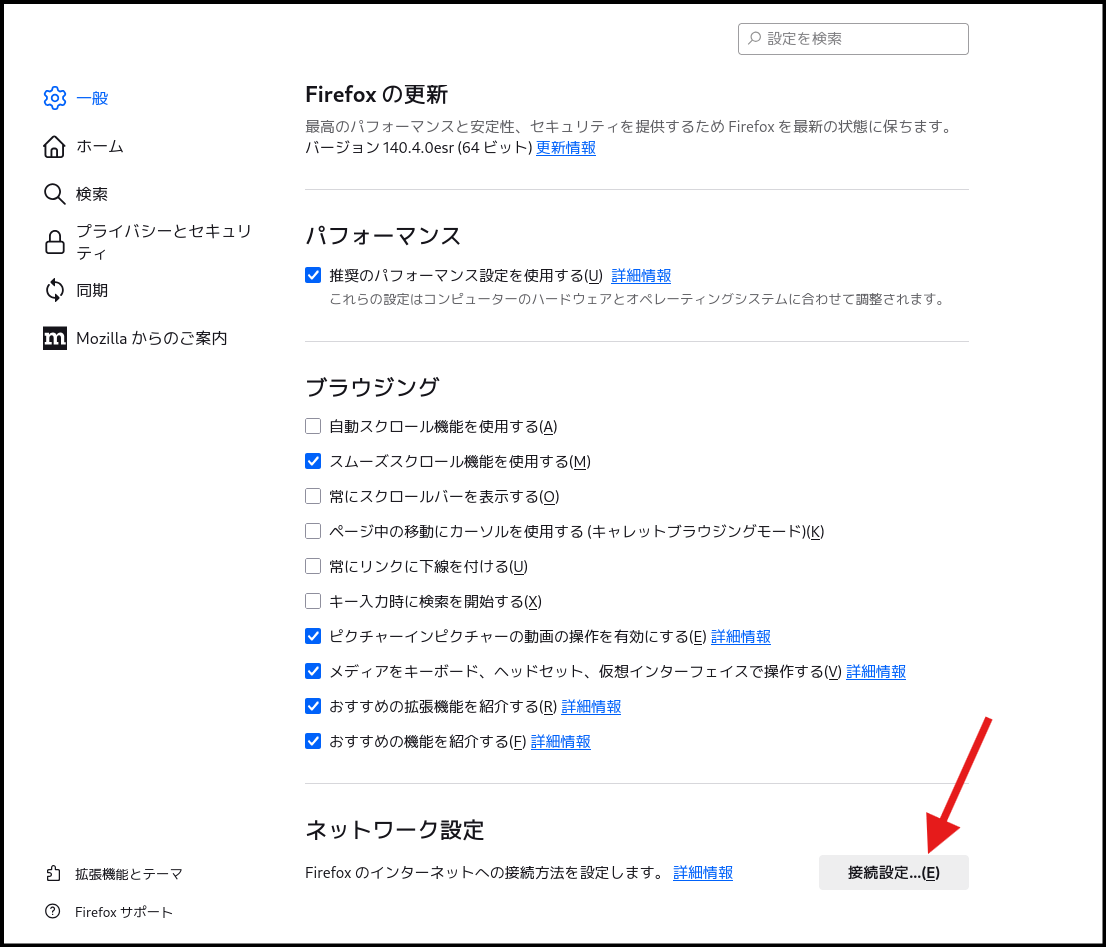 設定を検索
一般
ホーム
検索
プライバシーとセキュリ
ティ
同期
m Mozilla からのご案内
拡張機能とテーマ
Firefox サポート
Firefox の更新
最高のパフォーマンスと安定性、セキュリティを提供するため Firefox を最新の状態に保ちます。
バージョン 140.4.0esr (64 ビット) 更新情報
パフォーマンス
推奨のパフォーマンス設定を使用する(U) 詳細情報
これらの設定はコンピューターのハードウェアとオペレーティングシステムに合わせて調整されます。
ブラウジング
自動スクロール機能を使用する(A)
スムーズスクロール機能を使用する(M)
常にスクロールバーを表示する(O)
ページ中の移動にカーソルを使用する (キャレットブラウジングモード)(K)
常にリンクに下線を付ける(U)
キー入力時に検索を開始する(X)
ピクチャーインピクチャーの動画の操作を有効にする(E) 詳細情報
メディアをキーボード、ヘッドセット、仮想インターフェイスで操作する(V) 詳細情報
おすすめの拡張機能を紹介する(R) 詳細情報
おすすめの機能を紹介する(F) 詳細情報
ネットワーク設定
Firefox のインターネットへの接続方法を設定します。 詳細情報
接続設定...(E)